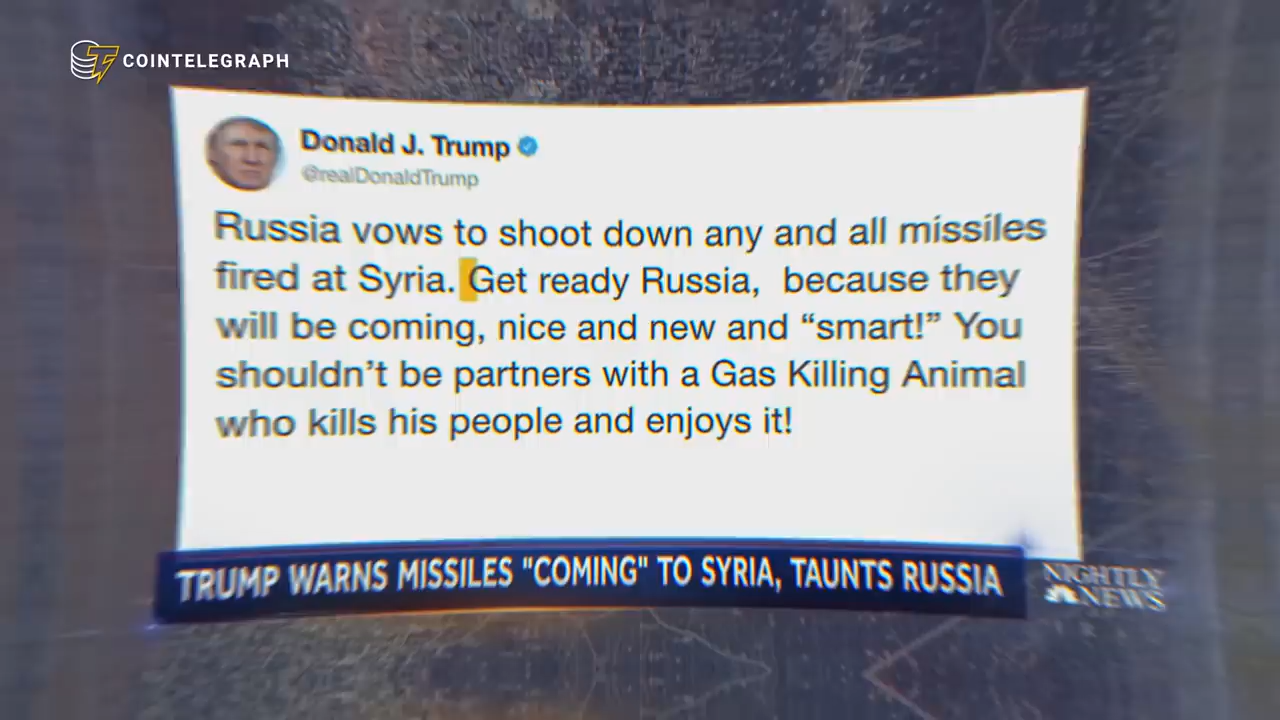 COINTELEGRAPH
Donald J. Trump
@realDonaldTrump
Russia vows to shoot down any and all missiles
fired at Syria. Get ready Russia, because they
will be coming, nice and new and “smart!” You
shouldn’t be partners with a Gas Killing Animal
who kills his people and enjoys it!
TRUMP WARNS MISSILES "COMING" TO SYRIA, TAUNTS RUSSIA
NIGHTLY
NEWS